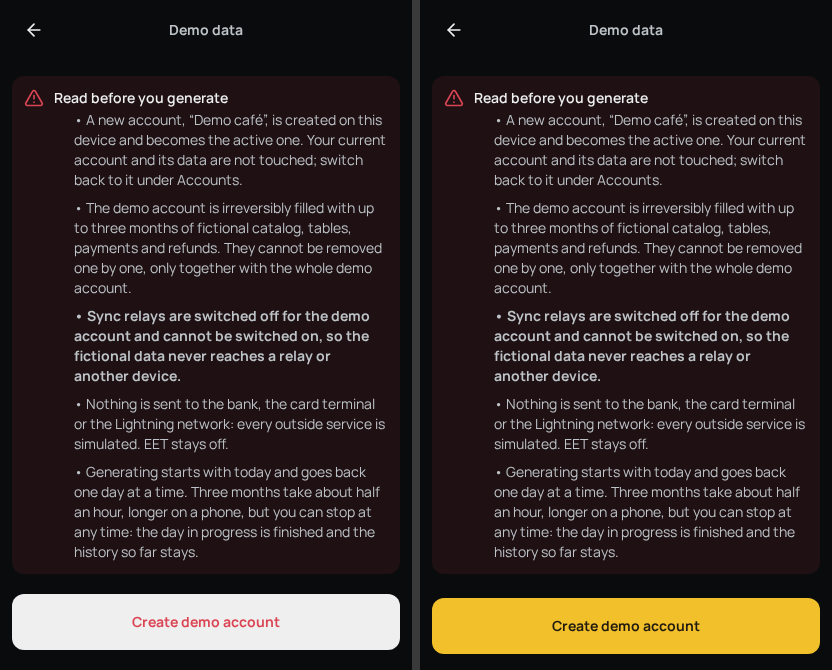 Demo data
Read before you generate
• A new account, “Demo café”, is created on this
device and becomes the active one. Your current
account and its data are not touched; switch
back to it under Accounts.
• The demo account is irreversibly filled with up
to three months of fictional catalog, tables,
payments and refunds. They cannot be removed
one by one, only together with the whole demo
account.
• Sync relays are switched off for the demo
account and cannot be switched on, so the
fictional data never reaches a relay or
another device.
• Nothing is sent to the bank, the card terminal
or the Lightning network: every outside service is
simulated. EET stays off.
• Generating starts with today and goes back
one day at a time. Three months take about half
an hour, longer on a phone, but you can stop at
any time: the day in progress is finished and the
history so far stays.
Create demo account
Demo data
Read before you generate
• A new account, “Demo café”, is created on this
device and becomes the active one. Your current
account and its data are not touched; switch
back to it under Accounts.
• The demo account is irreversibly filled with up
to three months of fictional catalog, tables,
payments and refunds. They cannot be removed
one by one, only together with the whole demo
account.
• Sync relays are switched off for the demo
account and cannot be switched on, so the
fictional data never reaches a relay or
another device.
• Nothing is sent to the bank, the card terminal
or the Lightning network: every outside service is
simulated. EET stays off.
• Generating starts with today and goes back
one day at a time. Three months take about half
an hour, longer on a phone, but you can stop at
any time: the day in progress is finished and the
history so far stays.
Create demo account